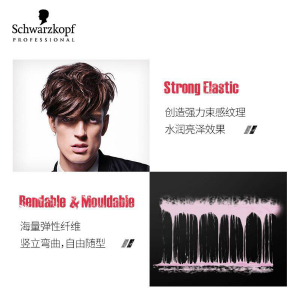 Schwarzkopf
PROFESSIONAL
Strong Elastic
创造强力束感纹理
水润亮泽效果
Bendable & Mouldable
海量弹性纤维
竖立弯曲,自由随型